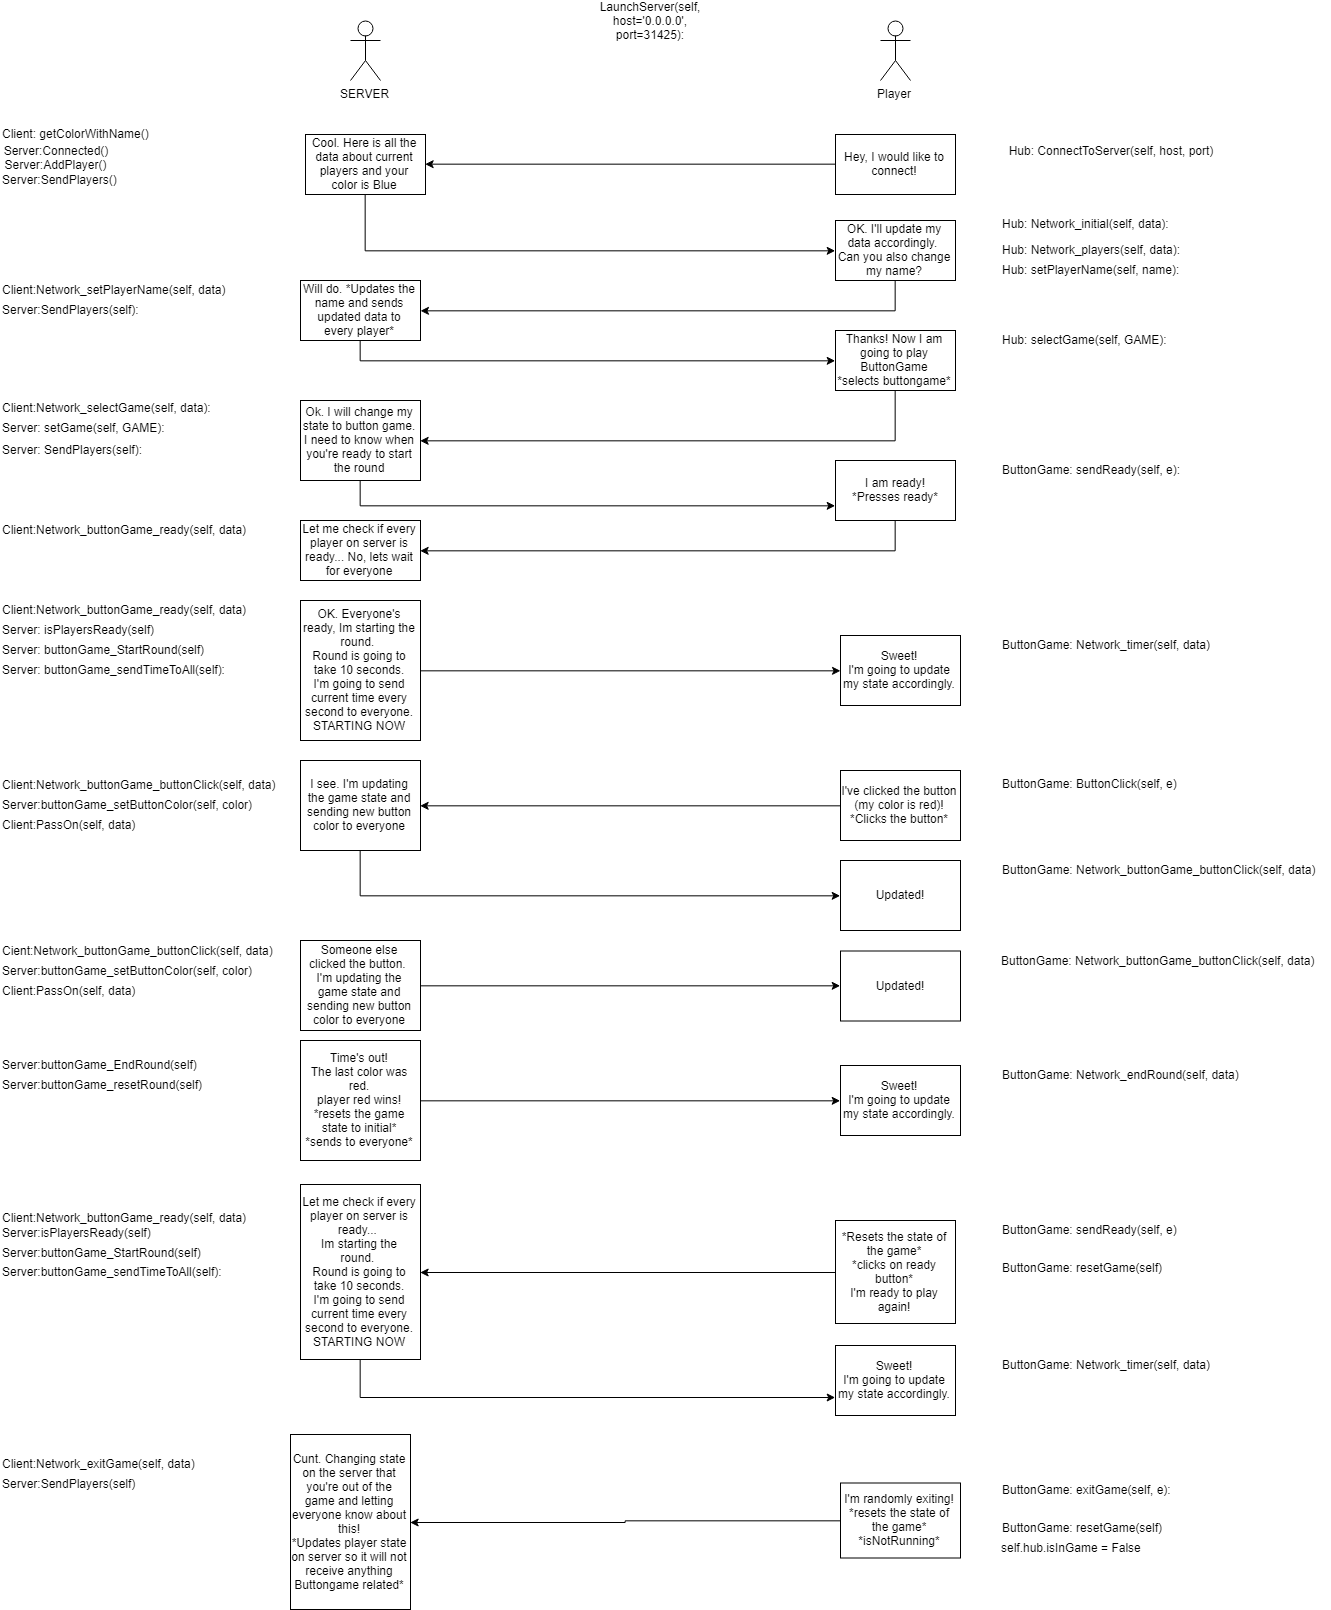 LaunchServer(self,
host='0.0.0.0',
port=31425):
SERVER
Player
Client: getColorWithName()
Server:Connected()
Server:AddPlayer()
Server:SendPlayers()
Cool. Here is all the
data about current
players and your
color is Blue
Hey, I would like to
connect!
Hub: ConnectToServer(self, host, port)
OK. I'll update my
data accordingly.
Can you also change
my name?
Hub: Network_initial(self, data):
Hub: Network_players(self, data):
Hub: setPlayerName(self, name):
Client:Network_setPlayerName(self, data)
Server:SendPlayers(self):
Will do. *Updates the
name and sends
updated data to
every player*
Thanks! Now I am
going to play
ButtonGame
*selects buttongame*
Hub: selectGame(self, GAME):
Client:Network_selectGame(self, data):
Server: setGame(self, GAME):
Server: SendPlayers(self):
Ok. I will change my
state to button game.
I need to know when
you're ready to start
the round
I am ready!
*Presses ready*
ButtonGame: sendReady(self, e):
Client:Network_buttonGame_ready(self, data)
Let me check if every
player on server is
ready... No, lets wait
for everyone
Client:Network_buttonGame_ready(self, data)
Server: isPlayersReady(self)
Server: buttonGame_StartRound(self)
Server: buttonGame_sendTimeToAll(self):
OK. Everyone's
ready, Im starting the
round.
Round is going to
take 10 seconds.
I'm going to send
current time every
second to everyone.
STARTING NOW
Sweet!
I'm going to update
my state accordingly.
ButtonGame: Network_timer(self, data)
Client:Network_buttonGame_buttonClick(self, data)
Server:buttonGame_setButtonColor(self, color)
Client:PassOn(self, data)
I see. I'm updating
the game state and
sending new button
color to everyone
I've clicked the button
(my color is red)!
*Clicks the button*
ButtonGame: ButtonClick(self, e)
Updated!
ButtonGame: Network_buttonGame_buttonClick(self, data)
Cient:Network_buttonGame_buttonClick(self, data)
Server:buttonGame_setButtonColor(self, color)
Client:PassOn(self, data)
Someone else
clicked the button.
I'm updating the
game state and
sending new button
color to everyone
Updated!
ButtonGame: Network_buttonGame_buttonClick(self, data)
Server:buttonGame_EndRound(self)
Server:buttonGame_resetRound(self)
Time's out!
The last color was
red.
player red wins!
*resets the game
state to initial*
*sends to everyone*
Sweet!
I'm going to update
my state accordingly.
ButtonGame: Network_endRound(self, data)
Client:Network_buttonGame_ready(self, data)
Server:isPlayersReady(self)
Server:buttonGame_StartRound(self)
Server:buttonGame_sendTimeToAll(self):
Let me check if every
player on server is
ready...
Im starting the
round.
Round is going to
take 10 seconds.
I'm going to send
current time every
second to everyone.
STARTING NOW
*Resets the state of
the game*
*clicks on ready
button*
I'm ready to play
again!
ButtonGame: sendReady(self, e)
ButtonGame: resetGame(self)
Sweet!
I'm going to update
my state accordingly.
ButtonGame: Network_timer(self, data)
Client:Network_exitGame(self, data)
Server:SendPlayers(self)
Cunt. Changing state
on the server that
you're out of the
game and letting
everyone know about
this!
*Updates player state
on server so it will not
receive anything
Buttongame related*
I'm randomly exiting!
*resets the state of
the game*
*isNotRunning*
ButtonGame: exitGame(self, e):
ButtonGame: resetGame(self)
self.hub.isInGame = False